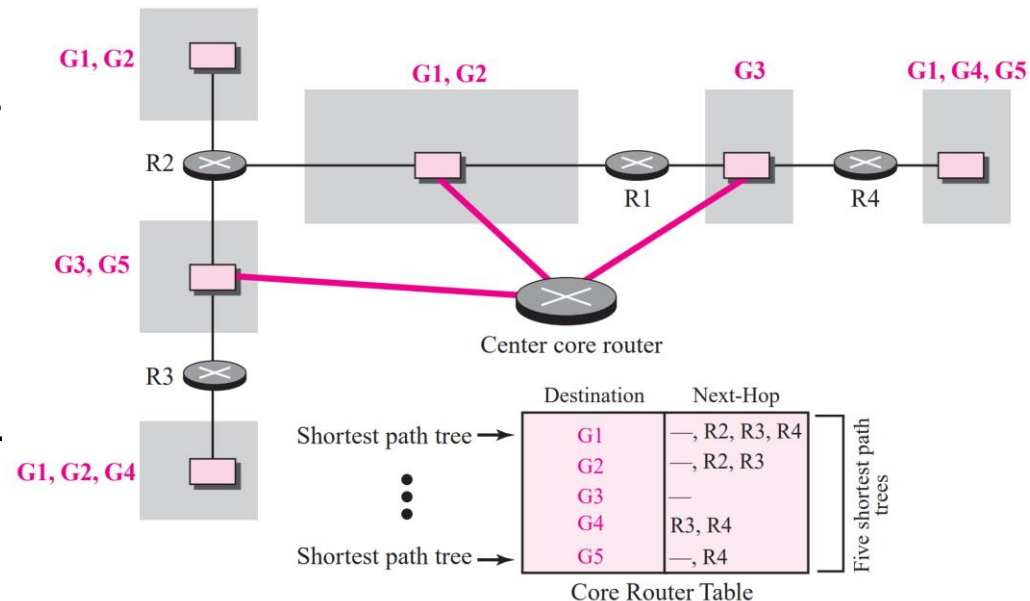 G1, G2
G1, G2
G3
G1, G4, G5
R2
R1
R4
G3, G5
Center core router
R3
G1, G2, G4
Destination Next-Hop
Shortest path tree G1 —, R2, R3, R4
G2 —, R2, R3
G3 —
G4 R3, R4
Shortest path tree G5 —, R4
Five shortest path
trees
Core Router Table